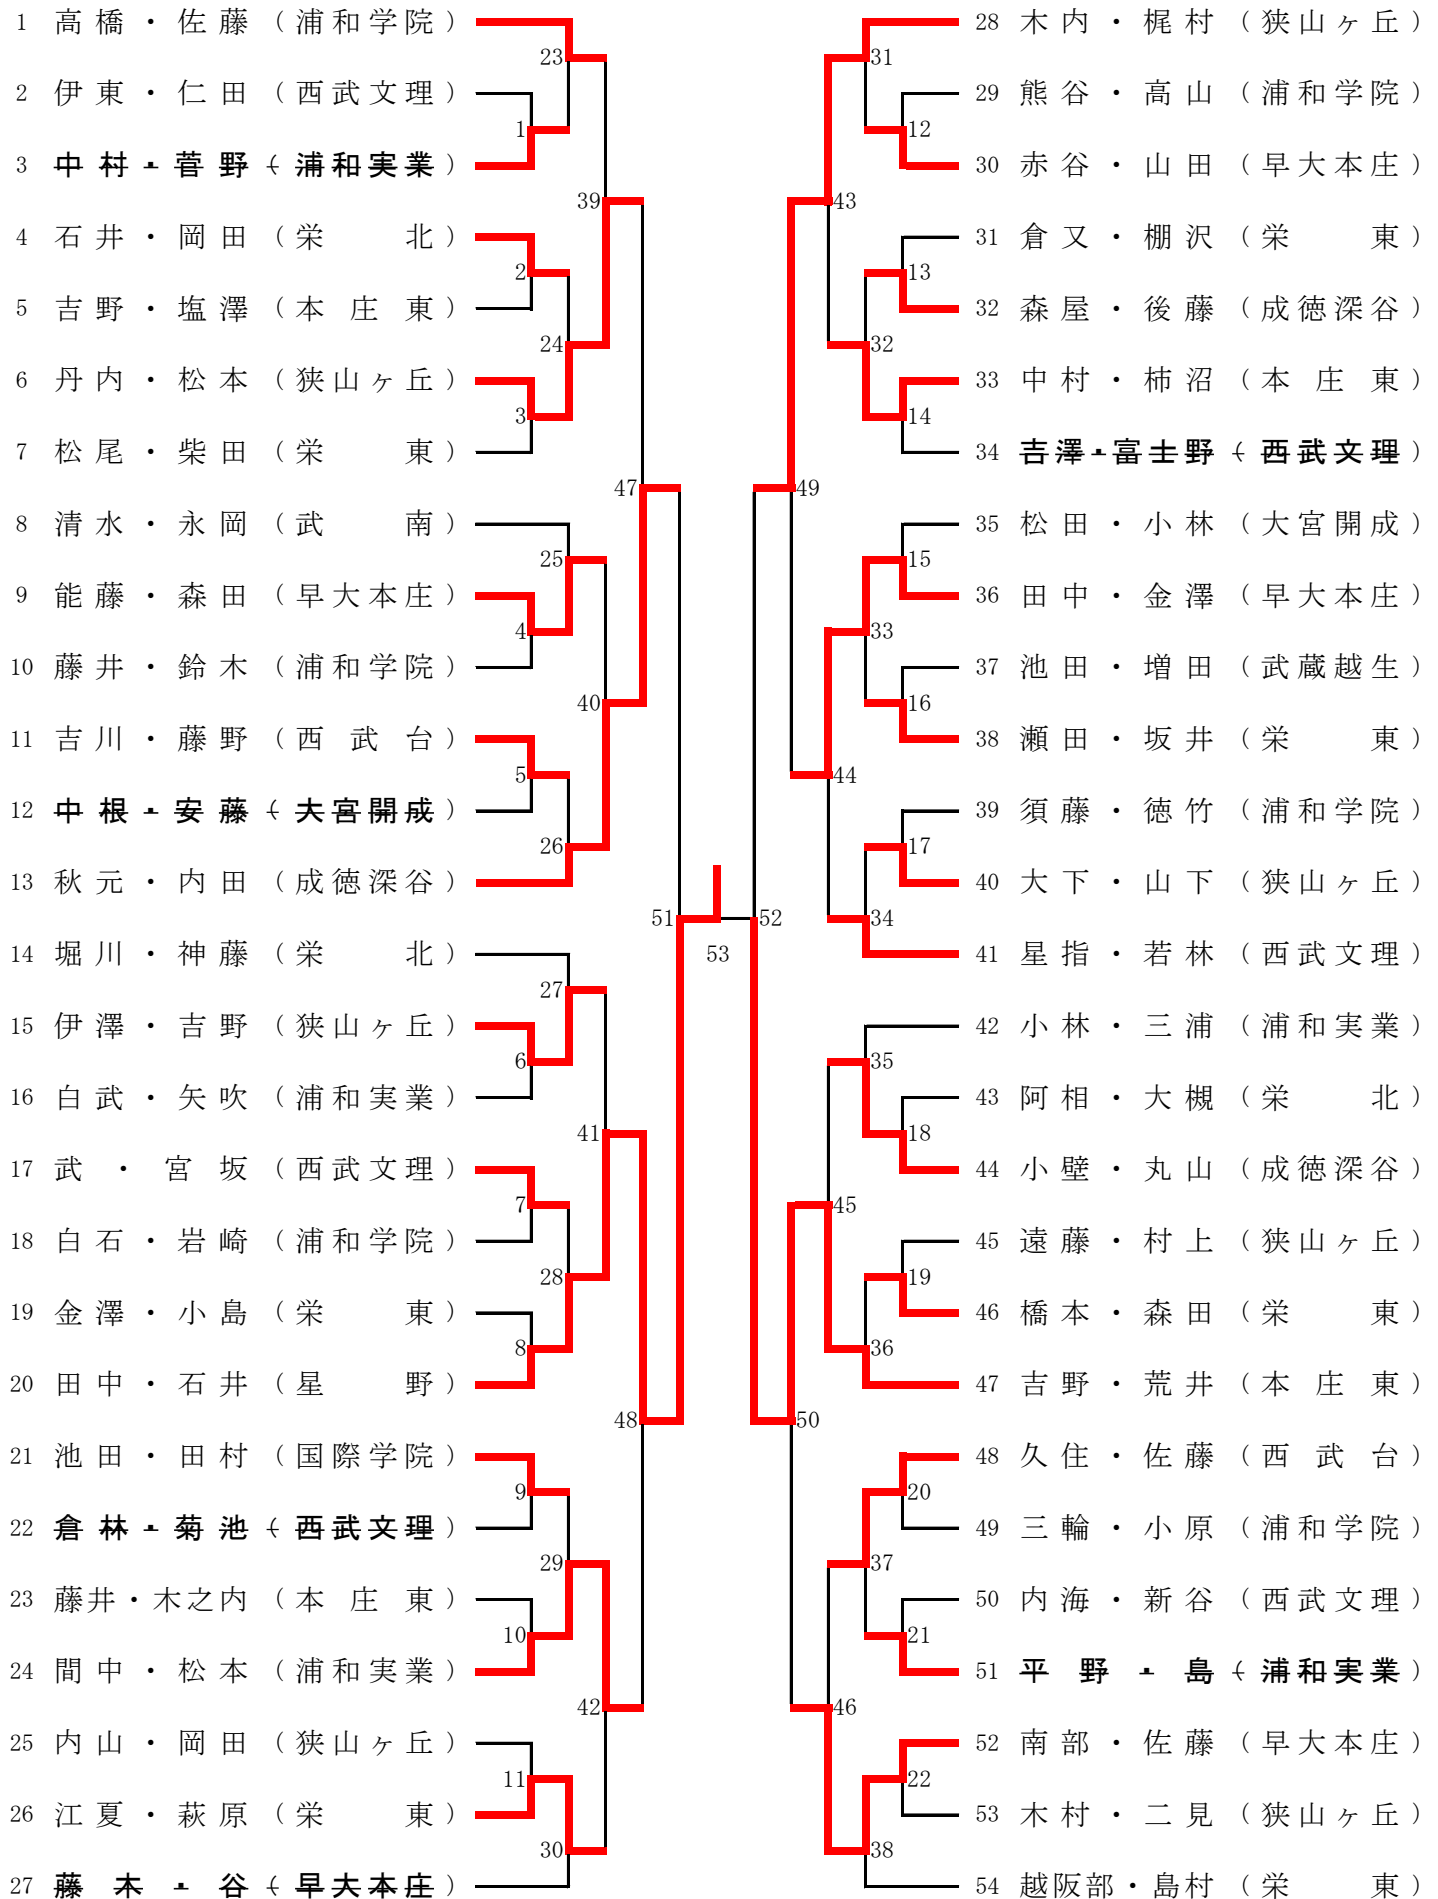 1 高橋・佐藤（浦和学院）
2 伊東・仁田（西武文理）
3 中村・菅野（浦和実業）
4 石井・岡田（栄北）
5 吉野・塩澤（本庄東）
6 丹内・松本（狭山ヶ丘）
7 松尾・柴田（栄東）
8 清水・永岡（武南）
9 能藤・森田（早大本庄）
10 藤井・鈴木（浦和学院）
11 吉川・藤野（西武台）
12 中根・安藤（大宮開成）
13 秋元・内田（成徳深谷）
14 堀川・神藤（栄北）
15 伊澤・吉野（狭山ヶ丘）
16 白武・矢吹（浦和実業）
17 武・宮坂（西武文理）
18 白石・岩崎（浦和学院）
19 金澤・小島（栄東）
20 田中・石井（星野）
21 池田・田村（国際学院）
22 倉林・菊池（西武文理）
23 藤井・木之内（本庄東）
24 間中・松本（浦和実業）
25 内山・岡田（狭山ヶ丘）
26 江夏・萩原（栄東）
27 藤木・谷（早大本庄）
23
1
39
2
24
3
47
25
4
40
5
26
51
27
6
41
7
28
8
48
9
29
10
42
11
30
53
31
12
43
13
32
14
49
15
33
16
44
17
52
34
35
18
45
19
36
50
20
37
21
46
22
38
28 木内・梶村（狭山ヶ丘）
29 熊谷・高山（浦和学院）
30 赤谷・山田（早大本庄）
31 倉又・棚沢（栄東）
32 森屋・後藤（成徳深谷）
33 中村・柿沼（本庄東）
34 吉澤・富士野（西武文理）
35 松田・小林（大宮開成）
36 田中・金澤（早大本庄）
37 池田・増田（武蔵越生）
38 瀬田・坂井（栄東）
39 須藤・徳竹（浦和学院）
40 大下・山下（狭山ヶ丘）
41 星指・若林（西武文理）
42 小林・三浦（浦和実業）
43 阿相・大槻（栄北）
44 小壁・丸山（成徳深谷）
45 遠藤・村上（狭山ヶ丘）
46 橋本・森田（栄東）
47 吉野・荒井（本庄東）
48 久住・佐藤（西武台）
49 三輪・小原（浦和学院）
50 内海・新谷（西武文理）
51 平野・島（浦和実業）
52 南部・佐藤（早大本庄）
53 木村・二見（狭山ヶ丘）
54 越阪部・島村（栄東）